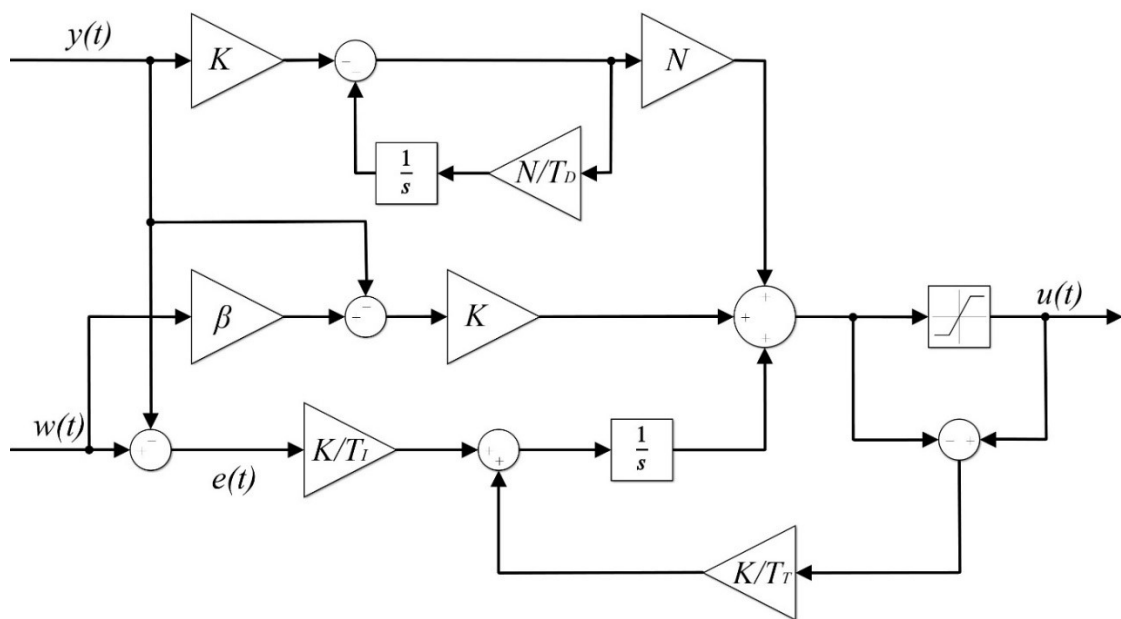 y(t)
K
-
-
N
1/s
N/T_D
β
-
-
K
+
+
+
u(t)
w(t)
+
-
e(t)
K/T_I
+
+
1/s
-
+
K/T_T